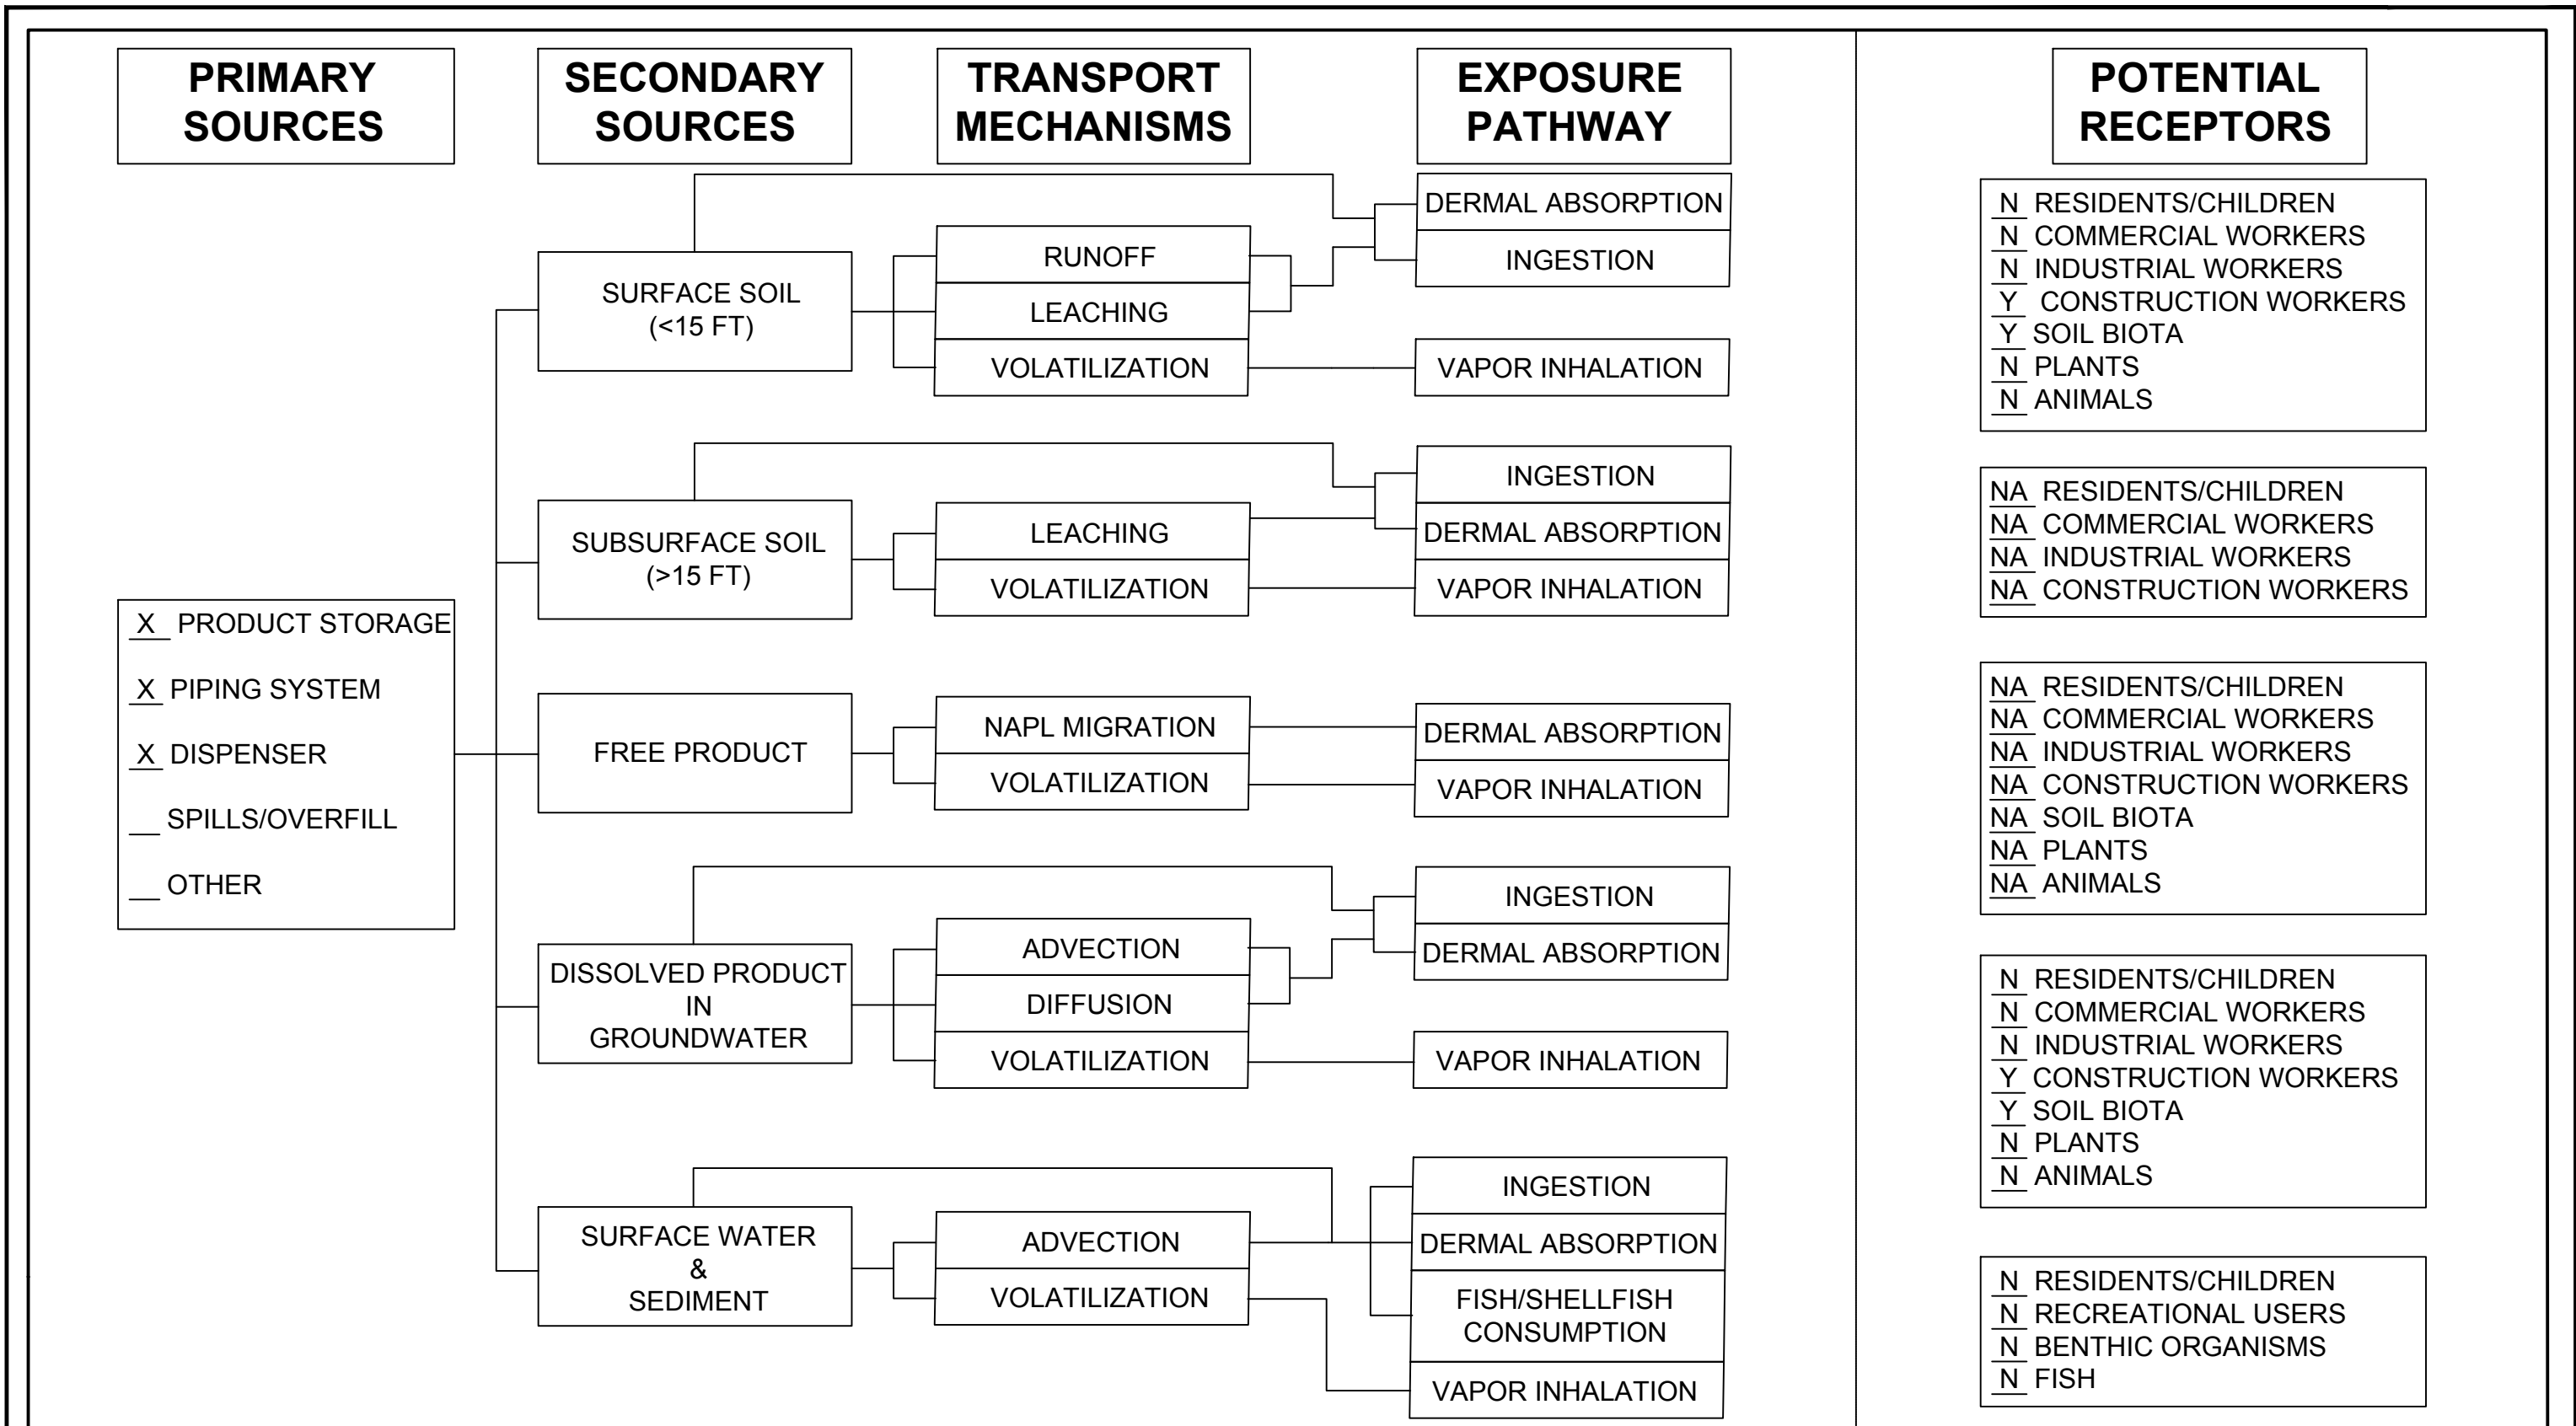 PRIMARY
SOURCES
SECONDARY
SOURCES
TRANSPORT
MECHANISMS
EXPOSURE
PATHWAY
POTENTIAL
RECEPTORS
X PRODUCT STORAGE
X PIPING SYSTEM
X DISPENSER
__ SPILLS/OVERFILL
__ OTHER
SURFACE SOIL
(<15 FT)
RUNOFF
LEACHING
VOLATILIZATION
DERMAL ABSORPTION
INGESTION
VAPOR INHALATION
N RESIDENTS/CHILDREN
N COMMERCIAL WORKERS
N INDUSTRIAL WORKERS
Y CONSTRUCTION WORKERS
Y SOIL BIOTA
N PLANTS
N ANIMALS
SUBSURFACE SOIL
(>15 FT)
LEACHING
VOLATILIZATION
INGESTION
DERMAL ABSORPTION
VAPOR INHALATION
NA RESIDENTS/CHILDREN
NA COMMERCIAL WORKERS
NA INDUSTRIAL WORKERS
NA CONSTRUCTION WORKERS
FREE PRODUCT
NAPL MIGRATION
VOLATILIZATION
DERMAL ABSORPTION
VAPOR INHALATION
NA RESIDENTS/CHILDREN
NA COMMERCIAL WORKERS
NA INDUSTRIAL WORKERS
NA CONSTRUCTION WORKERS
NA SOIL BIOTA
NA PLANTS
NA ANIMALS
DISSOLVED PRODUCT
IN
GROUNDWATER
ADVECTION
DIFFUSION
VOLATILIZATION
INGESTION
DERMAL ABSORPTION
VAPOR INHALATION
N RESIDENTS/CHILDREN
N COMMERCIAL WORKERS
N INDUSTRIAL WORKERS
Y CONSTRUCTION WORKERS
Y SOIL BIOTA
N PLANTS
N ANIMALS
SURFACE WATER
&
SEDIMENT
ADVECTION
VOLATILIZATION
INGESTION
DERMAL ABSORPTION
FISH/SHELLFISH
CONSUMPTION
VAPOR INHALATION
N RESIDENTS/CHILDREN
N RECREATIONAL USERS
N BENTHIC ORGANISMS
N FISH